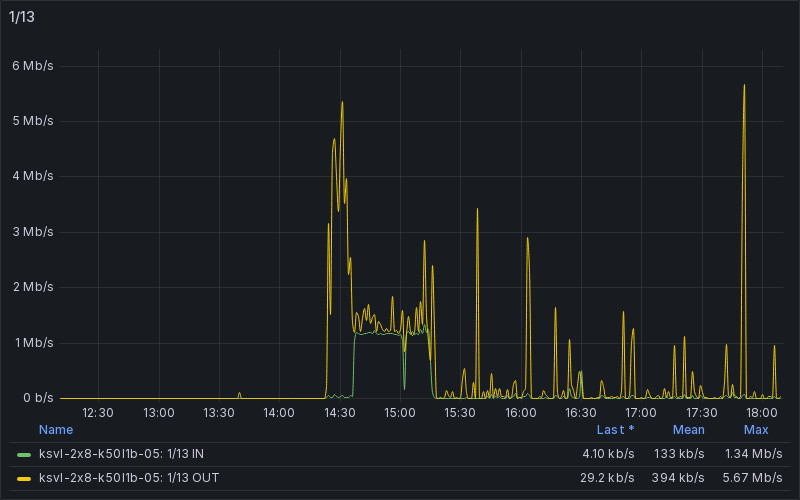 1/13
6 Mb/s
5 Mb/s
4 Mb/s
3 Mb/s
2 Mb/s
1 Mb/s
0 b/s
12:30 13:00 13:30 14:00 14:30 15:00 15:30 16:00 16:30 17:00 17:30 18:00
Name Last * Mean Max
ksvl-2x8-k50l1b-05: 1/13 IN 4.10 kb/s 133 kb/s 1.34 Mb/s
ksvl-2x8-k50l1b-05: 1/13 OUT 29.2 kb/s 394 kb/s 5.67 Mb/s